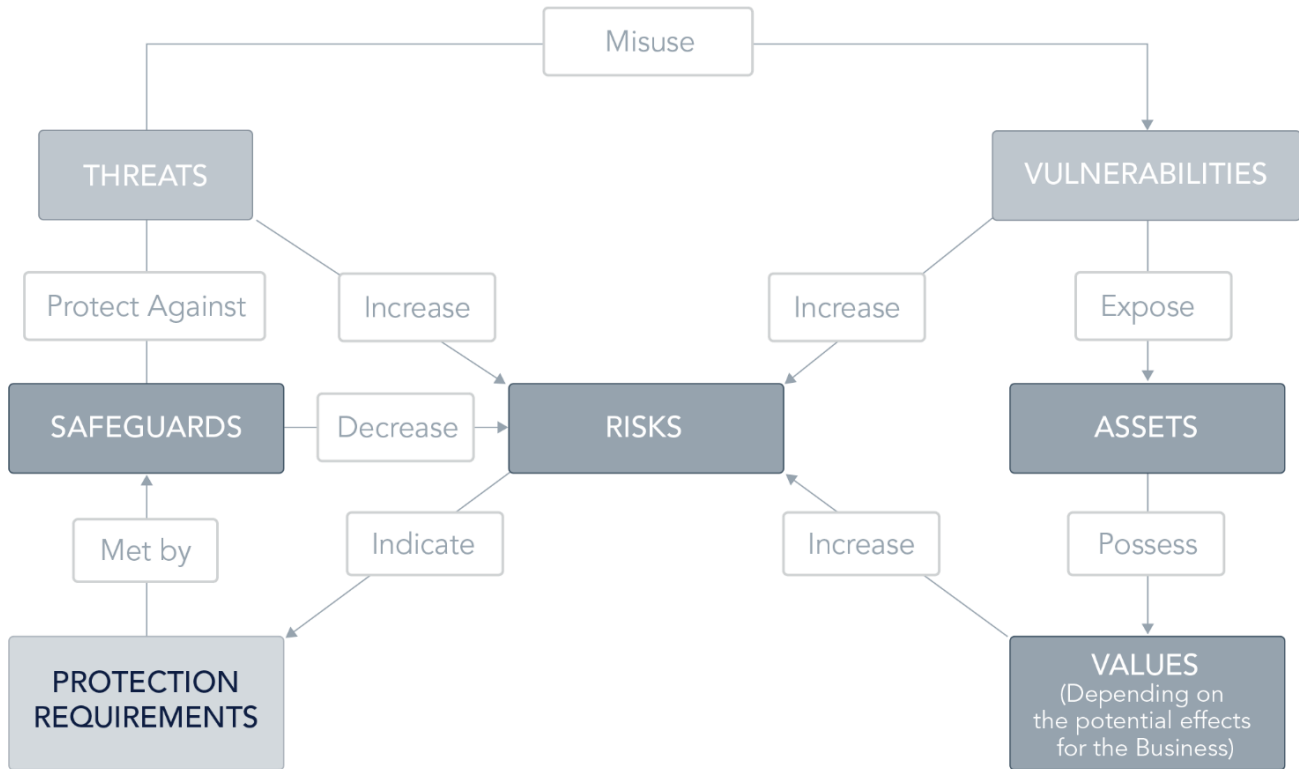 Misuse
THREATS
VULNERABILITIES
Protect Against
Increase
Increase
Expose
SAFEGUARDS
Decrease
RISKS
ASSETS
Met by
Indicate
Increase
Possess
PROTECTION
REQUIREMENTS
VALUES
(Depending on
the potential effects
for the Business)